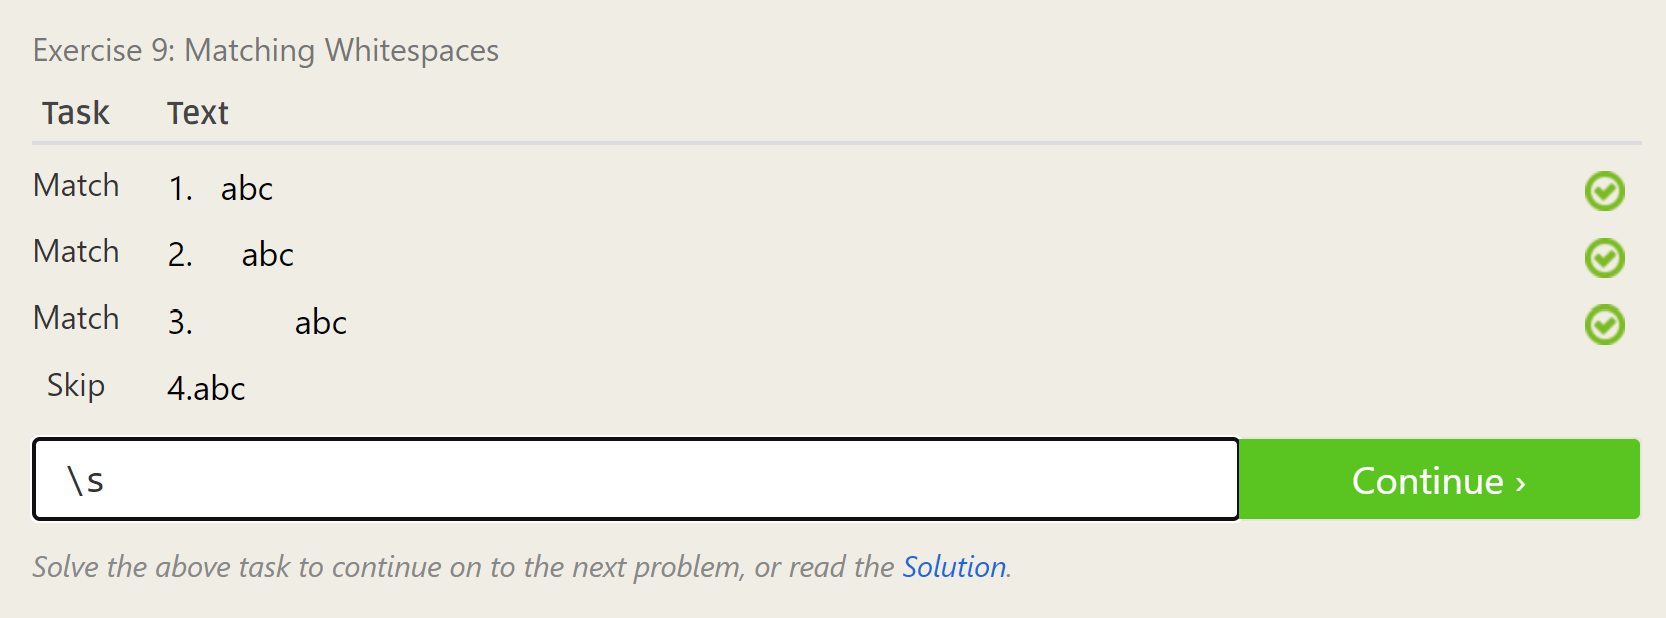 Exercise 9: Matching Whitespaces
Task Text
Match 1. abc
Match 2. abc
Match 3. abc
Skip 4.abc
\s Continue ›
Solve the above task to continue on to the next problem, or read the Solution.